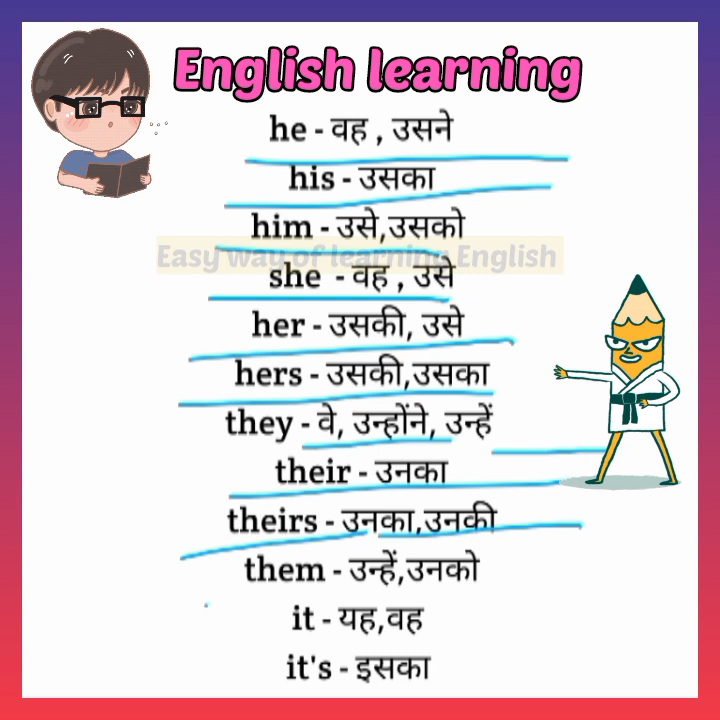 English learning
he - वह , उसने
his - उसका
him - उसे,उसको
Easy way of learning English
she - वह , उसे
her - उसकी, उसे
hers - उसकी,उसका
they - वे, उन्होंने, उन्हें
their - उनका
theirs - उनका,उनकी
them - उन्हें,उनको
it - यह,वह
it's - इसका